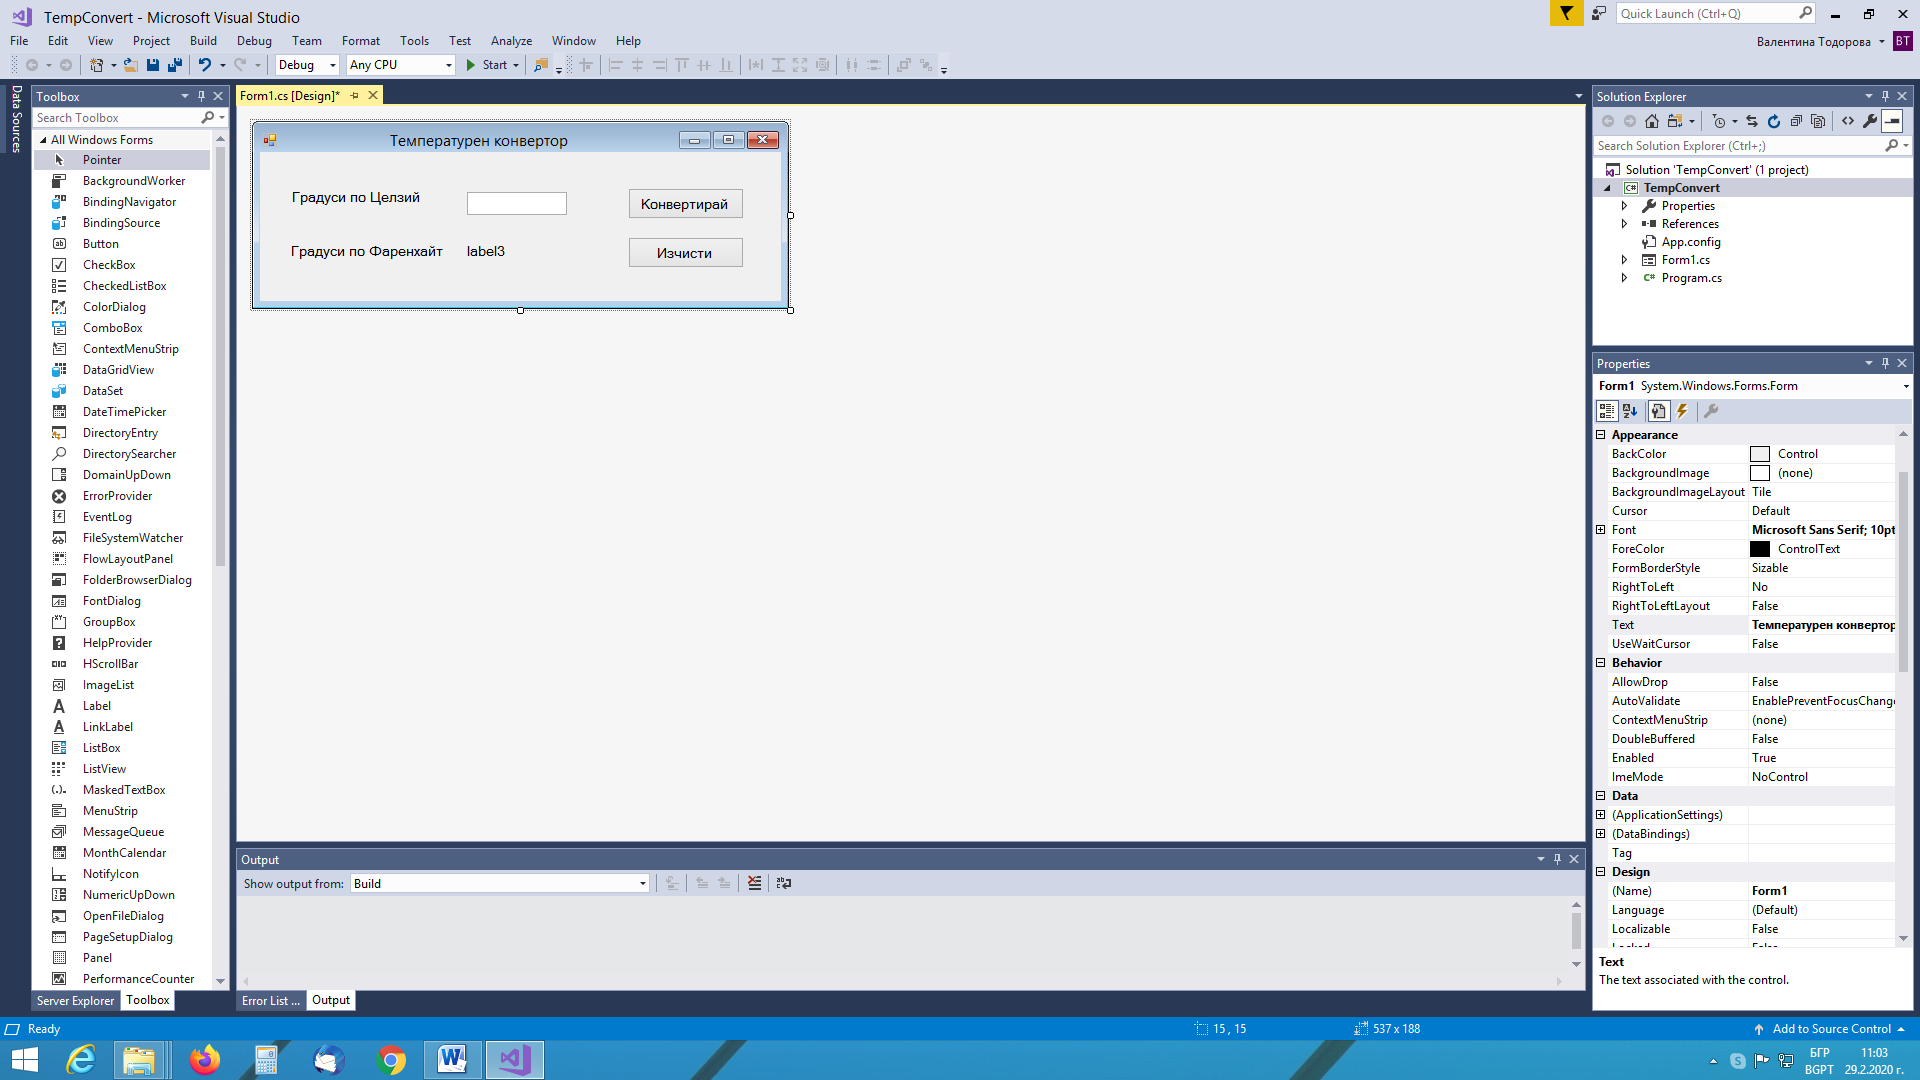 TempConvert - Microsoft Visual Studio
Quick Launch (Ctrl+Q)
File Edit View Project Build Debug Team Format Tools Test Analyze Window Help
Валентина Тодорова ВТ
Debug Any CPU Start
Data Sources
Toolbox
Search Toolbox
All Windows Forms
Pointer
BackgroundWorker
BindingNavigator
BindingSource
Button
CheckBox
CheckedListBox
ColorDialog
ComboBox
ContextMenuStrip
DataGridView
DataSet
DateTimePicker
DirectoryEntry
DirectorySearcher
DomainUpDown
ErrorProvider
EventLog
FileSystemWatcher
FlowLayoutPanel
FolderBrowserDialog
FontDialog
GroupBox
HelpProvider
HScrollBar
ImageList
Label
LinkLabel
ListBox
ListView
MaskedTextBox
MenuStrip
MessageQueue
MonthCalendar
NotifyIcon
NumericUpDown
OpenFileDialog
PageSetupDialog
Panel
PerformanceCounter
Server Explorer Toolbox
Form1.cs [Design]*
Температурен конвертор
Градуси по Целзий Конвертирай
Градуси по Фаренхайт label3 Изчисти
Output
Show output from: Build
Error List ... Output
Solution Explorer
Search Solution Explorer (Ctrl+;)
Solution 'TempConvert' (1 project)
TempConvert
Properties
References
App.config
Form1.cs
Program.cs
Properties
Form1 System.Windows.Forms.Form
Appearance
BackColor Control
BackgroundImage (none)
BackgroundImageLayout Tile
Cursor Default
Font Microsoft Sans Serif; 10pt
ForeColor ControlText
FormBorderStyle Sizable
RightToLeft No
RightToLeftLayout False
Text Температурен конвертор
UseWaitCursor False
Behavior
AllowDrop False
AutoValidate EnablePreventFocusChange
ContextMenuStrip (none)
DoubleBuffered False
Enabled True
ImeMode NoControl
Data
(ApplicationSettings)
(DataBindings)
Tag
Design
(Name) Form1
Language (Default)
Localizable False
Locked False
Text
The text associated with the control.
Ready 15 , 15 537 x 188 Add to Source Control
БГР 11:03
BGPT 29.2.2020 г.